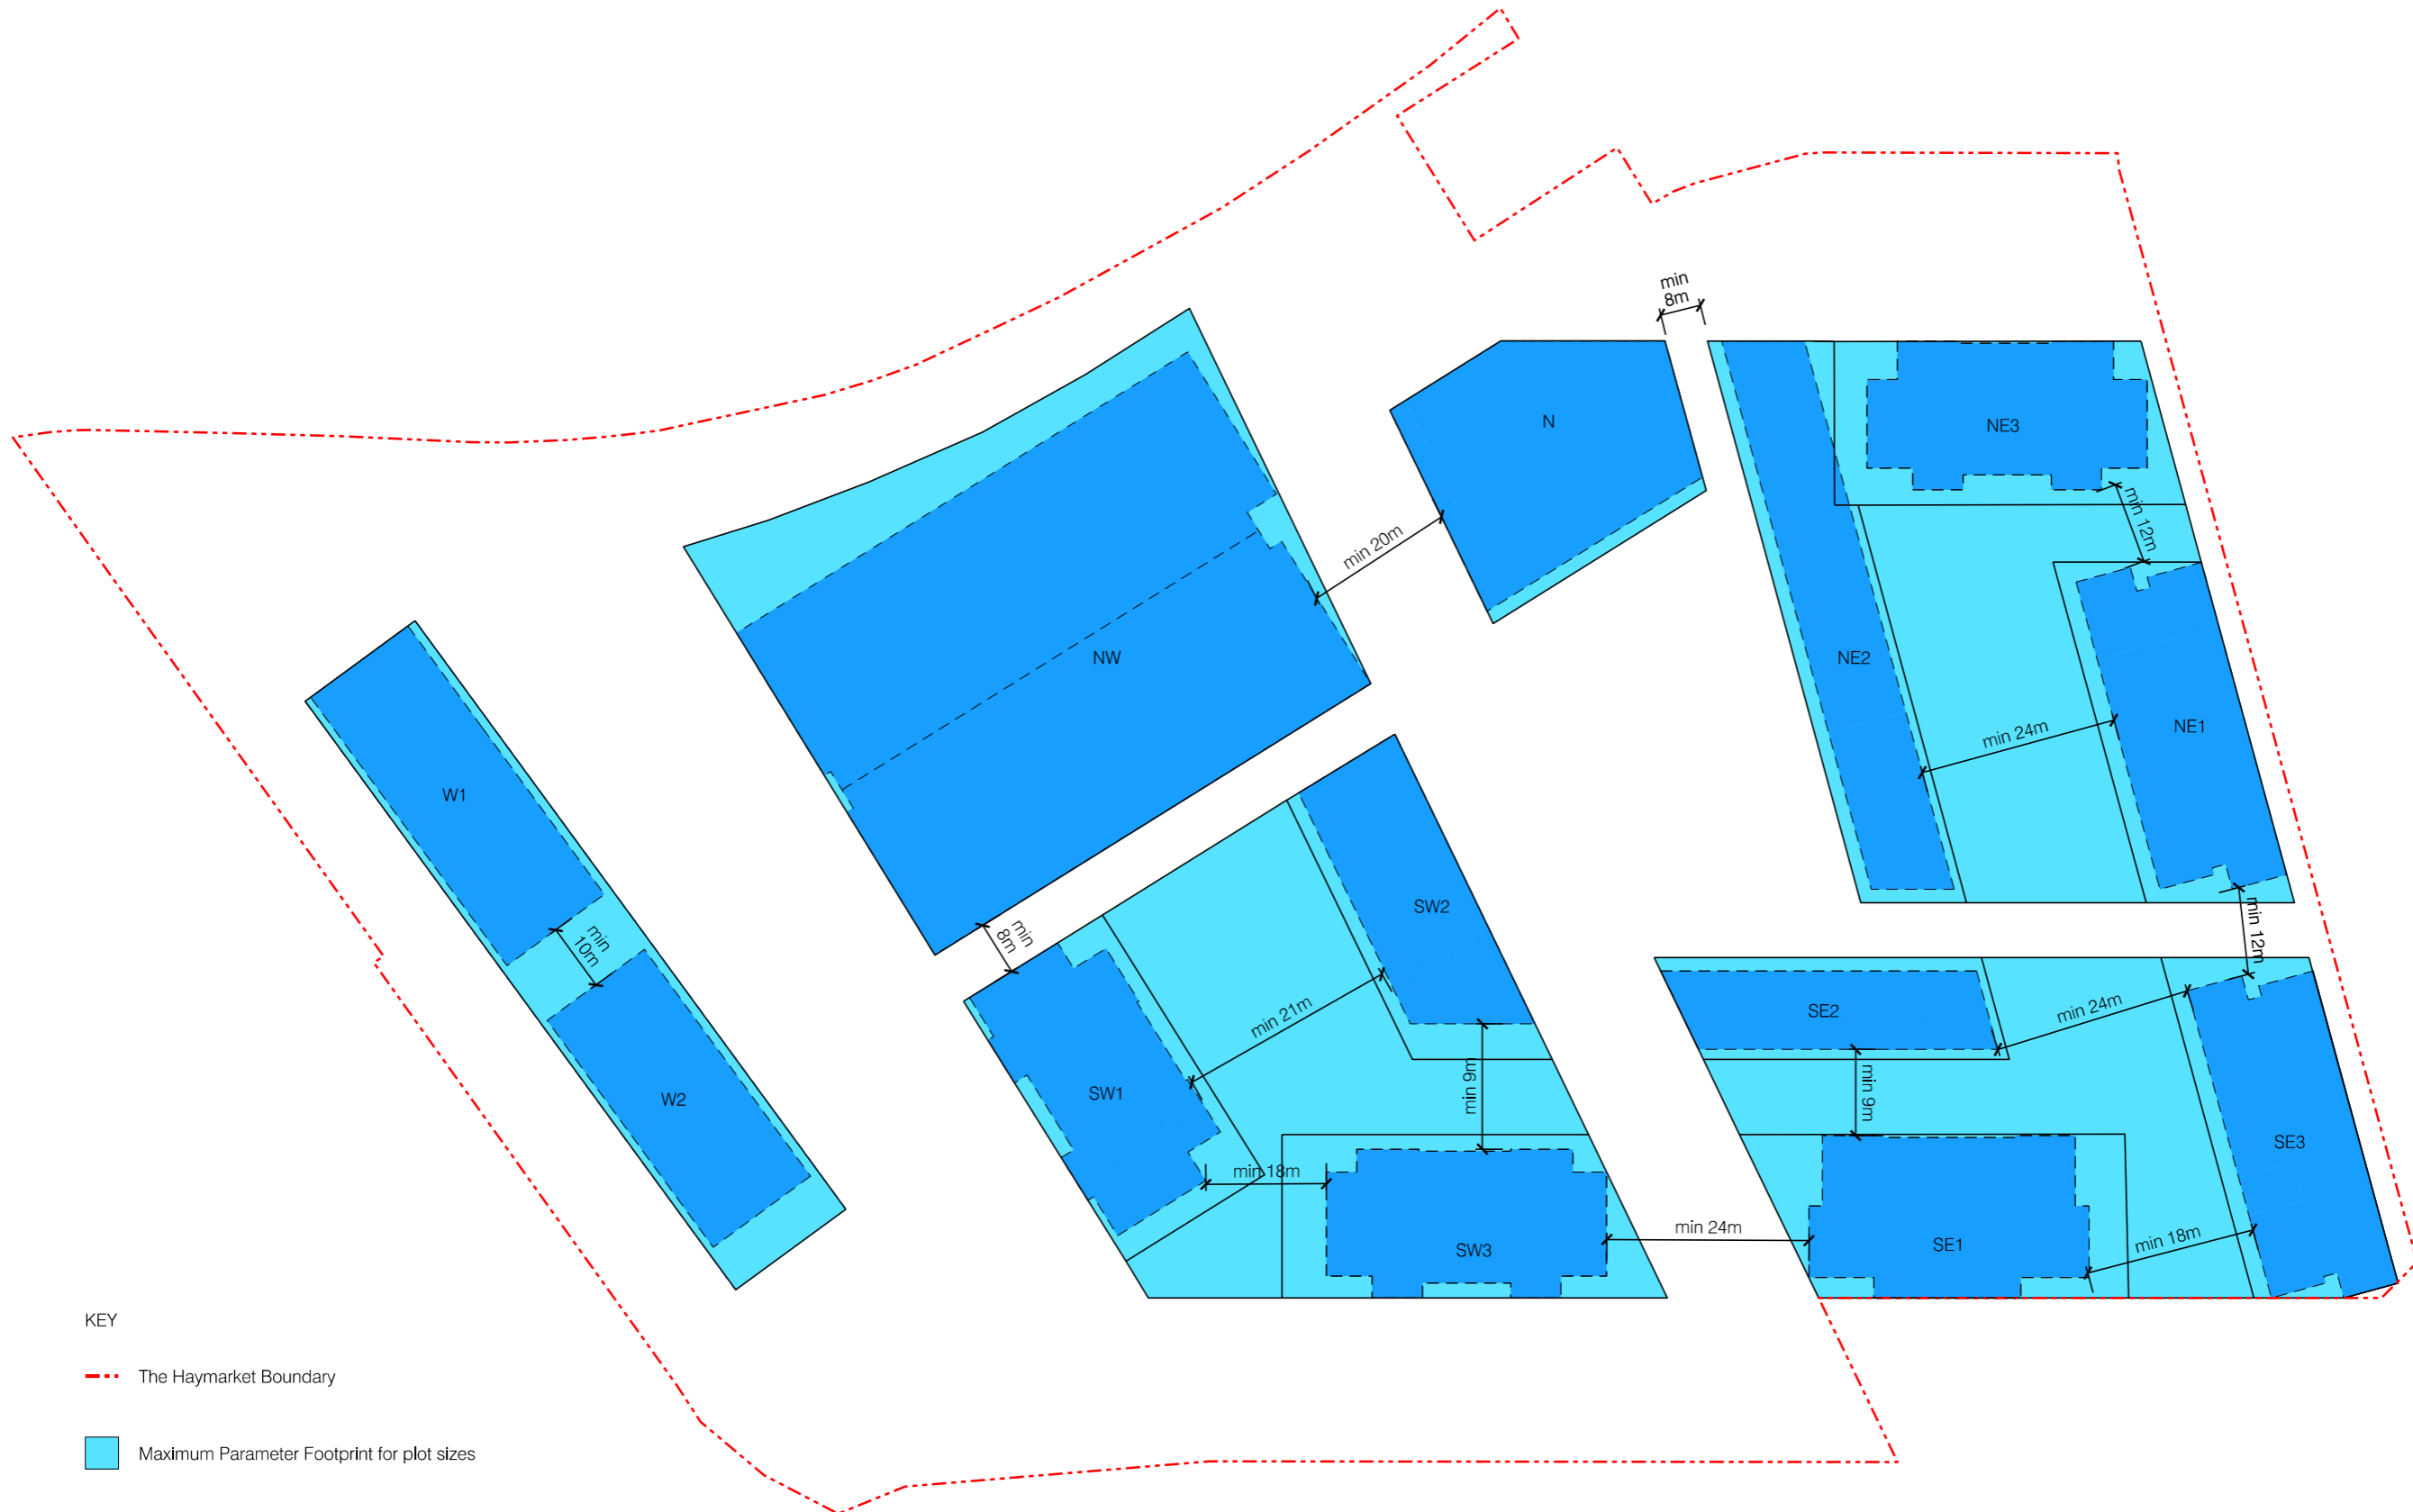 min
8m
N
NE3
min 12m
min 20m
NW
NE2
NE1
min 24m
W1
SW2
min
8m
min
10m
min 12m
SE2
min 24m
min 21m
W2
SW1
min 9m
min 9m
SE3
min 18m
min 24m
SW3
SE1
min 18m
KEY
The Haymarket Boundary
Maximum Parameter Footprint for plot sizes